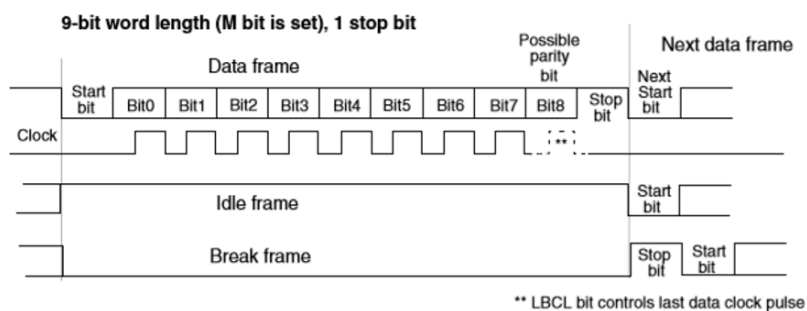 9-bit word length (M bit is set), 1 stop bit
Possible
parity
bit
Next data frame
Data frame
Next
Start
bit
Start
bit
Bit0
Bit1
Bit2
Bit3
Bit4
Bit5
Bit6
Bit7
Bit8
Stop
bit
Clock
**
Idle frame
Start
bit
Break frame
Stop
bit
Start
bit
** LBCL bit controls last data clock pulse